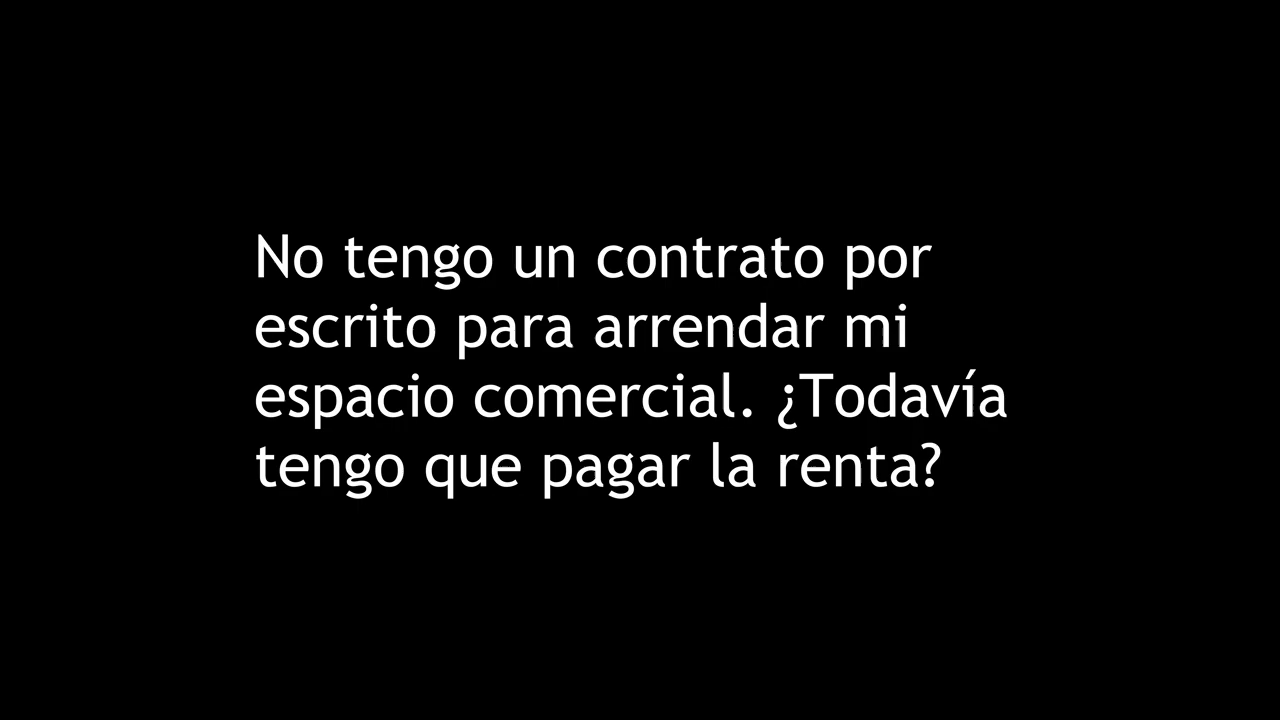 No tengo un contrato por
escrito para arrendar mi
espacio comercial. ¿Todavía
tengo que pagar la renta?